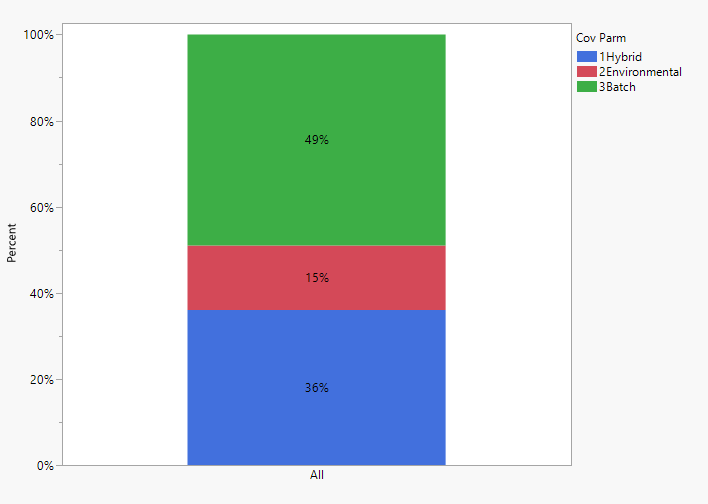 Cov Parm
1Hybrid
2Environmental
3Batch
100%
80%
60%
40%
20%
0%
Percent
49%
15%
36%
All